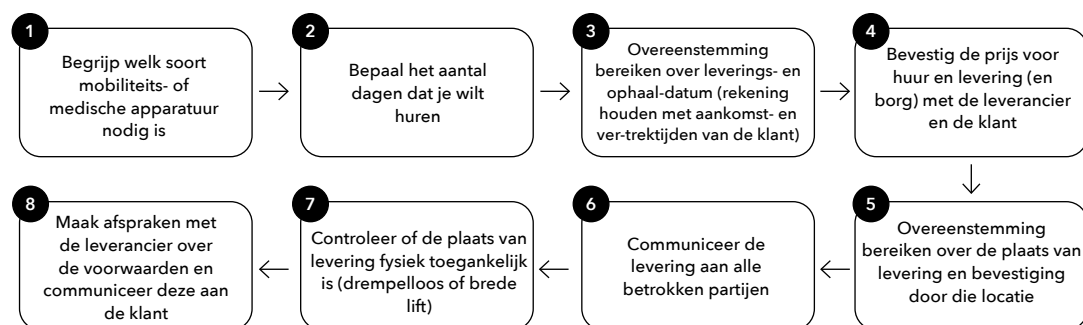 1
Begrijp welk soort
mobiliteits- of
medische apparatuur
nodig is
2
Bepaal het aantal
dagen dat je wilt
huren
3
Overeenstemming
bereiken over leverings- en
ophaal-datum (rekening
houden met aankomst- en
ver-trektijden van de klant)
4
Bevestig de prijs voor
huur en levering (en
borg) met de leverancier
en de klant
5
Overeenstemming
bereiken over de plaats van
levering en bevestiging
door die locatie
6
Communiceer de
levering aan alle
betrokken partijen
7
Controleer of de plaats van
levering fysiek toegankelijk
is (drempelloos of brede
lift)
8
Maak afspraken met
de leverancier over
de voorwaarden en
communiceer deze aan
de klant